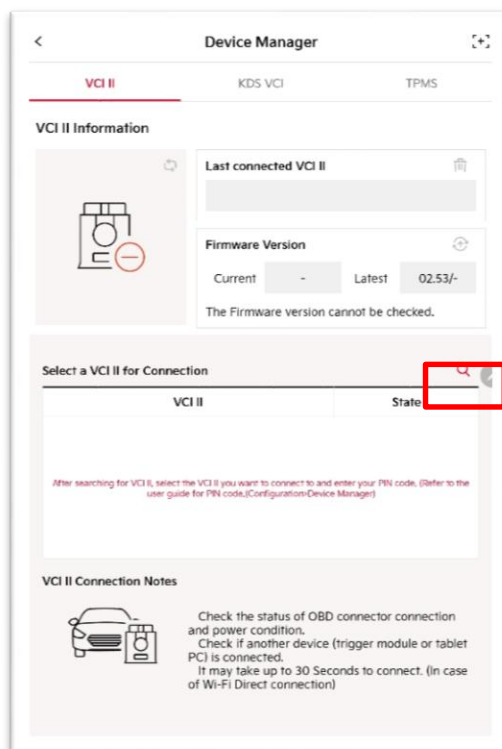 Device Manager
VCI II
KDS VCI
TPMS
VCI II Information
Last connected VCI II
Firmware Version
Current
-
Latest
02.53/-
The Firmware version cannot be checked.
Select a VCI II for Connection
VCI II
State
After searching for VCI II, select the VCI II you want to connect to and enter your PIN code, (Refer to the
user guide for PIN code.(Configuration>Device Manager)
VCI II Connection Notes
Check the status of OBD connector connection
and power condition.
Check if another device (trigger module or tablet
PC) is connected.
It may take up to 30 Seconds to connect. (In case
of Wi-Fi Direct connection)